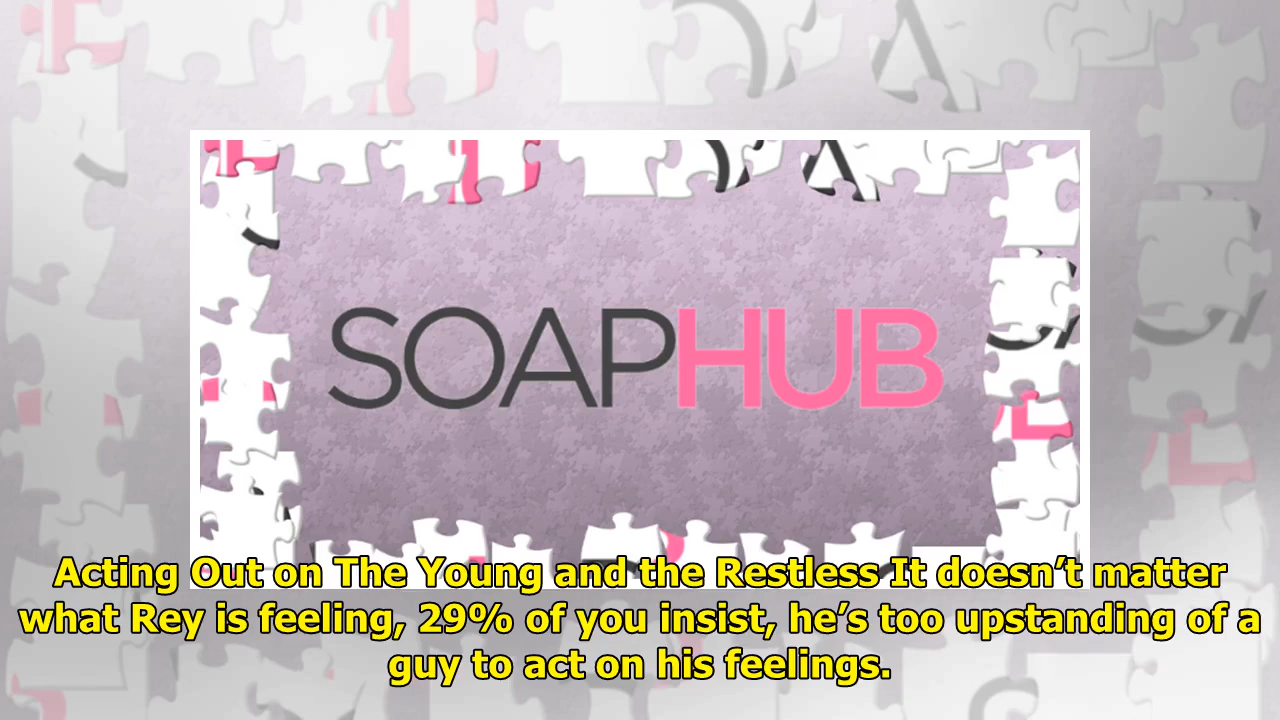 SOAPHUB
Acting Out on The Young and the Restless It doesn’t matter
what Rey is feeling, 29% of you insist, he’s too upstanding of a
guy to act on his feelings.